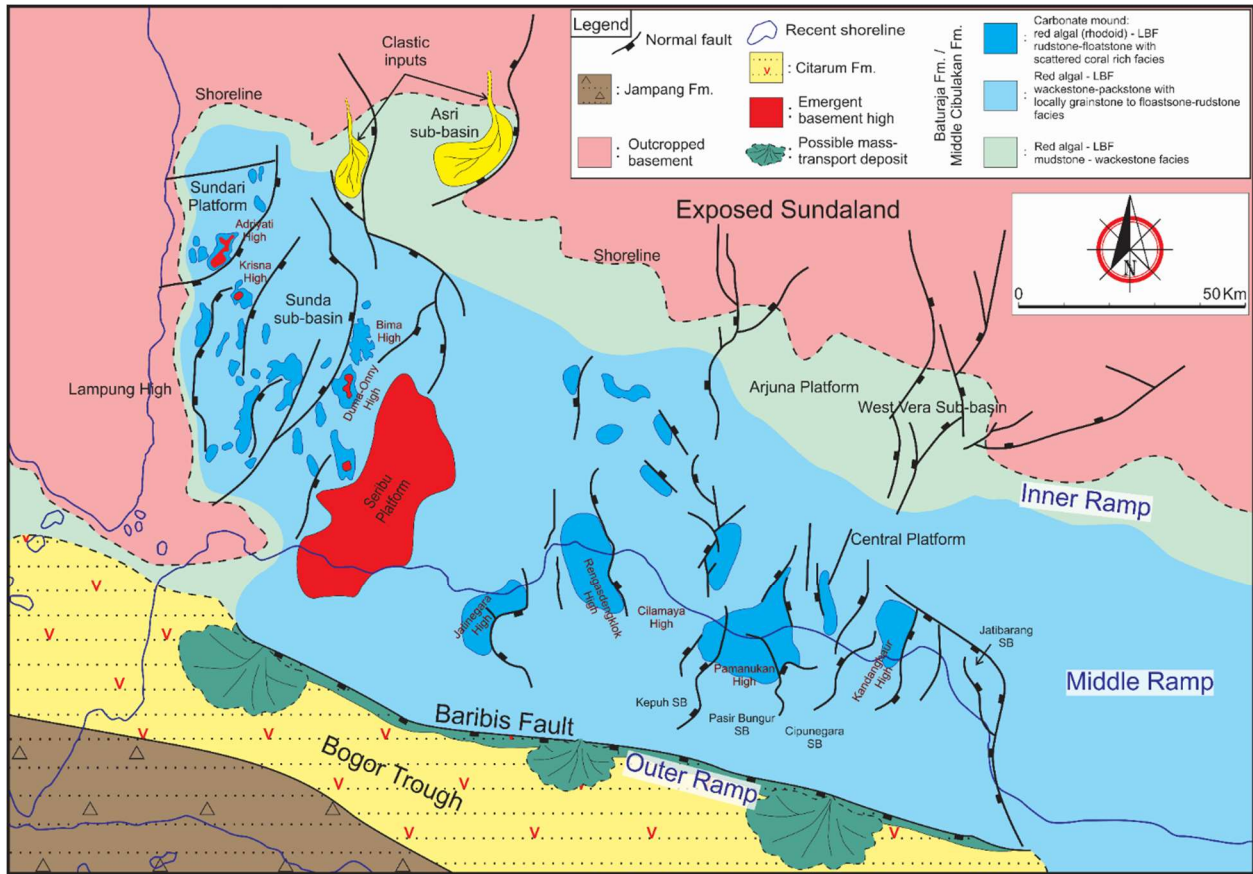 Legend
Normal fault
: Jampang Fm.
: Outcropped
basement
Recent shoreline
v
: Citarum Fm.
: Emergent
basement high
: Possible mass-
transport deposit
Baturaja Fm. /
Middle Cibulakan Fm.
Carbonate mound:
: red algal (rhodoid) - LBF
rudstone-floatstone with
scattered coral rich facies
Red algal - LBF
: wackestone-packstone with
locally grainstone to floastsone-rudstone
facies
: Red algal - LBF
mudstone - wackestone facies
N
0
50 Km
Clastic
inputs
Shoreline
Asri
sub-basin
Sundari
Platform
Adriyati
High
Krisna
High
Sunda
sub-basin
Bima
High
Duma-Onny
High
Lampung High
Seribu
Platform
Exposed Sundaland
Shoreline
Arjuna Platform
West Vera Sub-basin
Inner Ramp
Central Platform
Jatinegara
High
Rengasdengklok
High
Cilamaya
High
Pamanukan
High
Kandanghaur
High
Jatibarang
SB
Kepuh SB
Pasir Bungur
SB
Cipunegara
SB
Middle Ramp
Baribis Fault
Bogor Trough
Outer Ramp
v
v
v
v
v
v
v
v
v
v
v
v